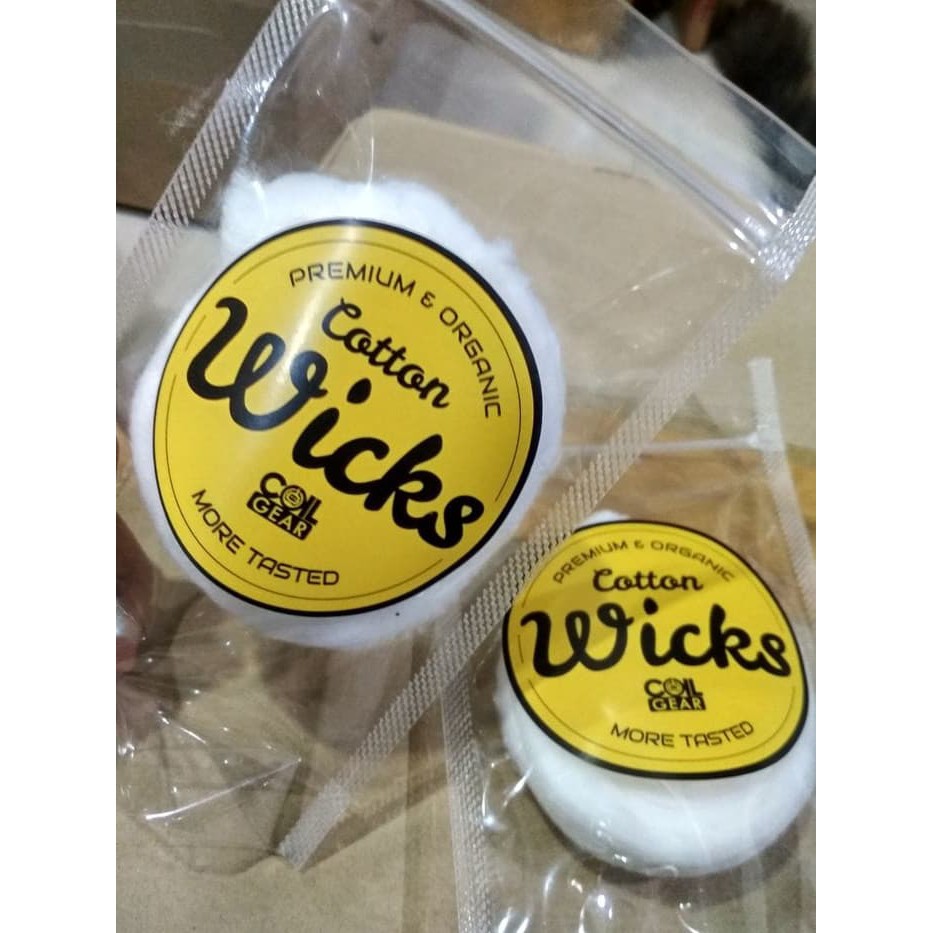 PREMIUM & ORGANIC
Cotton
Wicks
COIL
GEAR
MORE TASTED
PREMIUM & ORGANIC
Cotton
Wicks
COIL
GEAR
MORE TASTED